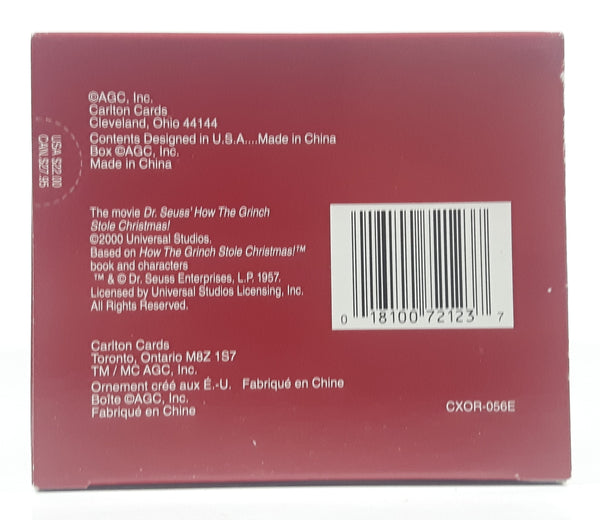 ©AGC, Inc.
Carlton Cards
Cleveland, Ohio 44144
Contents Designed in U.S.A....Made in China
Box ©AGC, Inc.
Made in China
USA $22.00
CAN $27.95
The movie Dr. Seuss' How The Grinch
Stole Christmas!
©2000 Universal Studios.
Based on How The Grinch Stole Christmas!™
book and characters
™ & © Dr. Seuss Enterprises, L.P. 1957.
Licensed by Universal Studios Licensing, Inc.
All Rights Reserved.
0 18100 72123 7
Carlton Cards
Toronto, Ontario M8Z 1S7
TM / MC AGC, Inc.
Ornement créé aux É.-U. Fabriqué en Chine
Boîte ©AGC, Inc.
Fabriqué en Chine
CXOR-056E